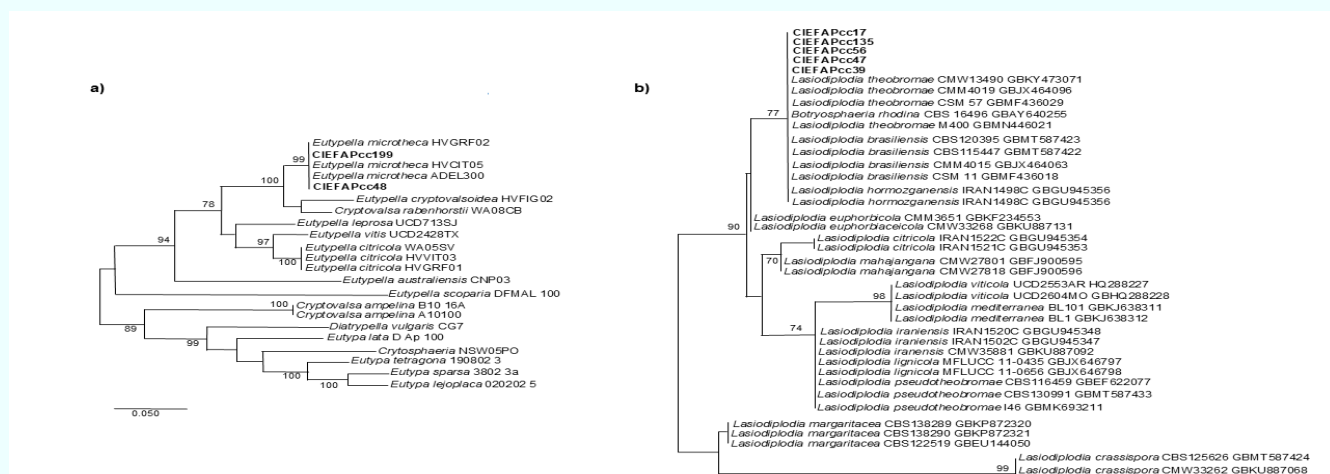 a)
Eutypella microtheca HVGRF02
CIEFAPcc199
Eutypella microtheca HVCIT05
Eutypella microtheca ADEL300
CIEFAPcc48
Eutypella cryptovalsoidea HVFIG02
Cryptovalsa rabenhorstii WA08CB
Eutypella leprosa UCD713SJ
Eutypella vitis UCD2428TX
Eutypella citricola WA05SV
Eutypella citricola HVVIT03
Eutypella citricola HVGRF01
Eutypella australiensis CNP03
Eutypella scoparia DFMAL 100
Cryptovalsa ampelina B10 16A
Cryptovalsa ampelina A10100
Diatrypella vulgaris CG7
Eutypa lata D Ap 100
Crytosphaeria NSW05PO
Eutypa tetragona 190802 3
Eutypa sparsa 3802 3a
Eutypa lejoplaca 020202 5
99
100
78
97
94
100
100
89
99
100
100
0.050
b)
CIEFAPcc17
CIEFAPcc135
CIEFAPcc56
CIEFAPcc47
CIEFAPcc39
Lasiodiplodia theobromae CMW13490 GBKY473071
Lasiodiplodia theobromae CMM4019 GBJX464096
Lasiodiplodia theobromae CSM 57 GBMF436029
Botryosphaeria rhodina CBS 16496 GBAY640255
Lasiodiplodia theobromae M400 GBMN446021
Lasiodiplodia brasiliensis CBS120395 GBMT587423
Lasiodiplodia brasiliensis CBS115447 GBMT587422
Lasiodiplodia brasiliensis CMM4015 GBJX464063
Lasiodiplodia brasiliensis CSM 11 GBMF436018
Lasiodiplodia hormozganensis IRAN1498C GBGU945356
Lasiodiplodia hormozganensis IRAN1498C GBGU945356
Lasiodiplodia euphorbicola CMM3651 GBKF234553
Lasiodiplodia euphorbiaceicola CMW33268 GBKU887131
Lasiodiplodia citricola IRAN1522C GBGU945354
Lasiodiplodia citricola IRAN1521C GBGU945353
Lasiodiplodia mahajangana CMW27801 GBFJ900595
Lasiodiplodia mahajangana CMW27818 GBFJ900596
Lasiodiplodia viticola UCD2553AR HQ288227
Lasiodiplodia viticola UCD2604MO GBHQ288228
Lasiodiplodia mediterranea BL101 GBKJ638311
Lasiodiplodia mediterranea BL1 GBKJ638312
Lasiodiplodia iraniensis IRAN1520C GBGU945348
Lasiodiplodia iraniensis IRAN1502C GBGU945347
Lasiodiplodia iranensis CMW35881 GBKU887092
Lasiodiplodia lignicola MFLUCC 11-0435 GBJX646797
Lasiodiplodia lignicola MFLUCC 11-0656 GBJX646798
Lasiodiplodia pseudotheobromae CBS116459 GBEF622077
Lasiodiplodia pseudotheobromae CBS130991 GBMT587433
Lasiodiplodia pseudotheobromae I46 GBMK693211
Lasiodiplodia margaritacea CBS138289 GBKP872320
Lasiodiplodia margaritacea CBS138290 GBKP872321
Lasiodiplodia margaritacea CBS122519 GBEU144050
Lasiodiplodia crassispora CBS125626 GBMT587424
Lasiodiplodia crassispora CMW33262 GBKU887068
77
90
70
98
74
99